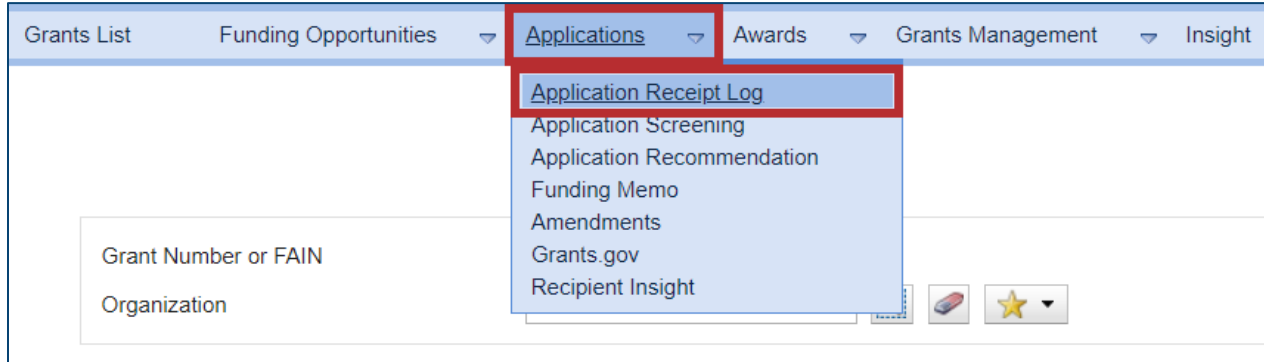 Grants List Funding Opportunities Applications Awards Grants Management Insight
Application Receipt Log
Application Screening
Application Recommendation
Funding Memo
Amendments
Grants.gov
Recipient Insight
Grant Number or FAIN
Organization